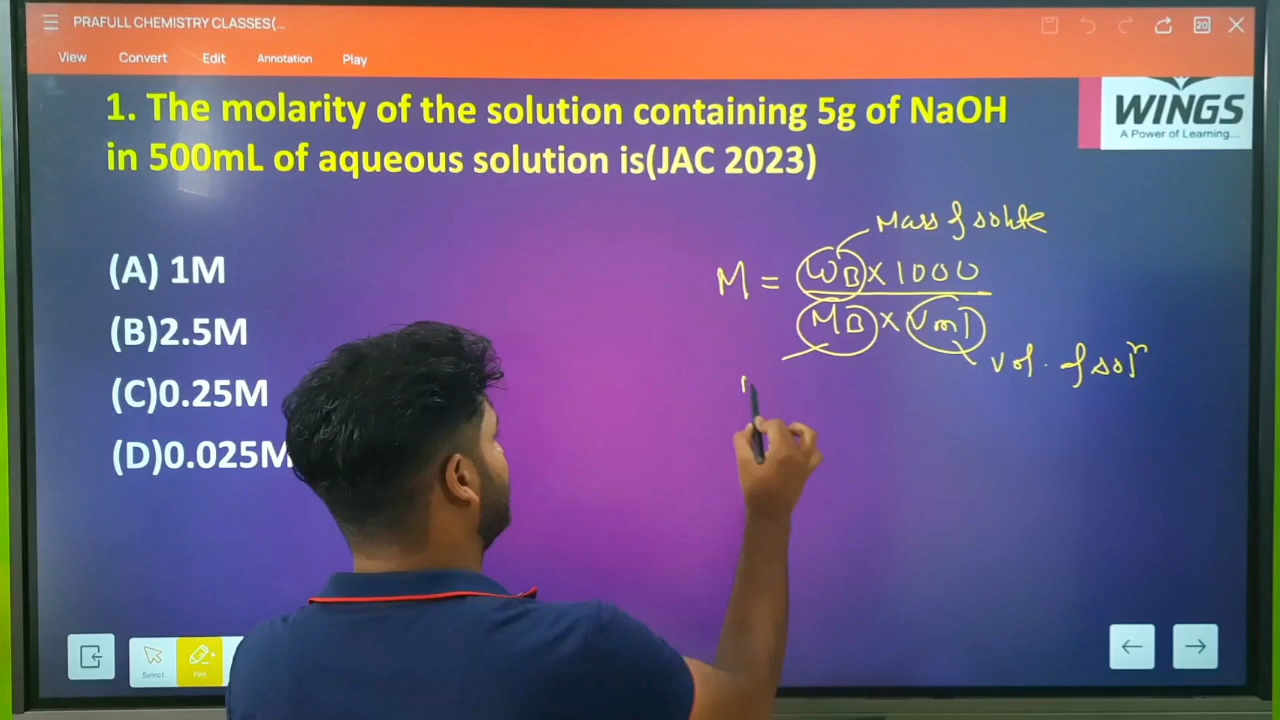 PRAFULL CHEMISTRY CLASSES(...
20
View Convert Edit Annotation Play
WINGS
A Power of Learning...
1. The molarity of the solution containing 5g of NaOH
in 500mL of aqueous solution is(JAC 2023)
Mass of solute
(A) 1M
M = WB×1000
MB × Vml
(B)2.5M
vol. of solⁿ
(C)0.25M
(D)0.025M
Select
Pen